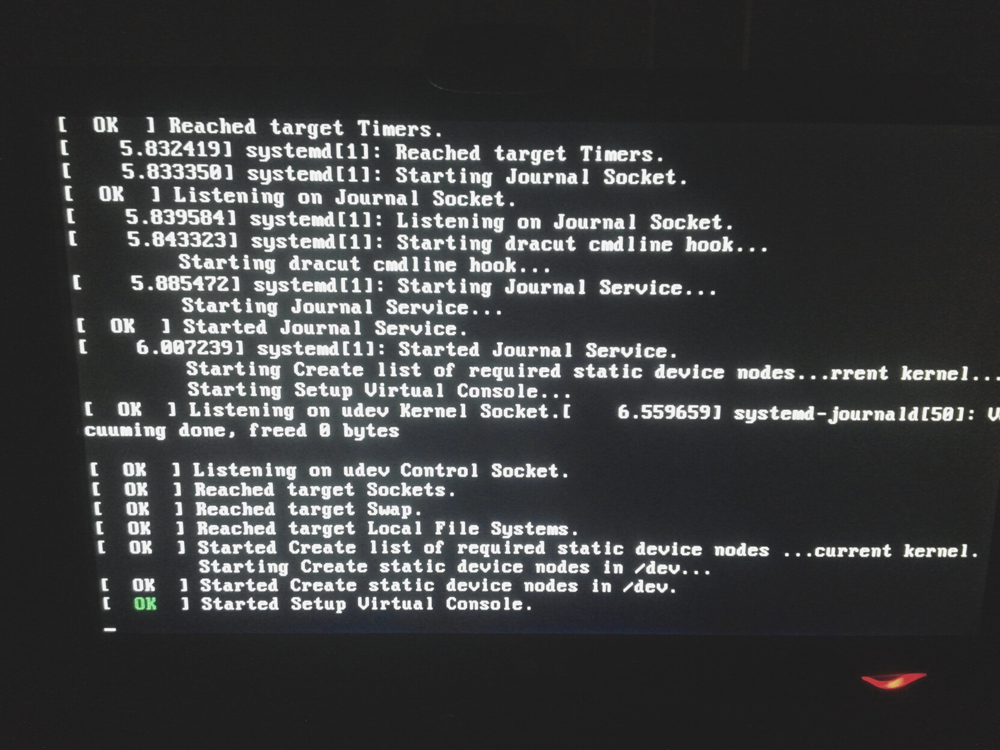 [  OK  ] Reached target Timers.
[    5.832419] systemd[1]: Reached target Timers.
[    5.833350] systemd[1]: Starting Journal Socket.
[  OK  ] Listening on Journal Socket.
[    5.839584] systemd[1]: Listening on Journal Socket.
[    5.843323] systemd[1]: Starting dracut cmdline hook...
Starting dracut cmdline hook...
[    5.885472] systemd[1]: Starting Journal Service...
Starting Journal Service...
[  OK  ] Started Journal Service.
[    6.007239] systemd[1]: Started Journal Service.
Starting Create list of required static device nodes...rrent kernel...
Starting Setup Virtual Console...
[  OK  ] Listening on udev Kernel Socket.[    6.559659] systemd-journald[50]: Va
cuuming done, freed 0 bytes
[  OK  ] Listening on udev Control Socket.
[  OK  ] Reached target Sockets.
[  OK  ] Reached target Swap.
[  OK  ] Reached target Local File Systems.
[  OK  ] Started Create list of required static device nodes ...current kernel.
Starting Create static device nodes in /dev...
[  OK  ] Started Create static device nodes in /dev.
[  OK  ] Started Setup Virtual Console.
_